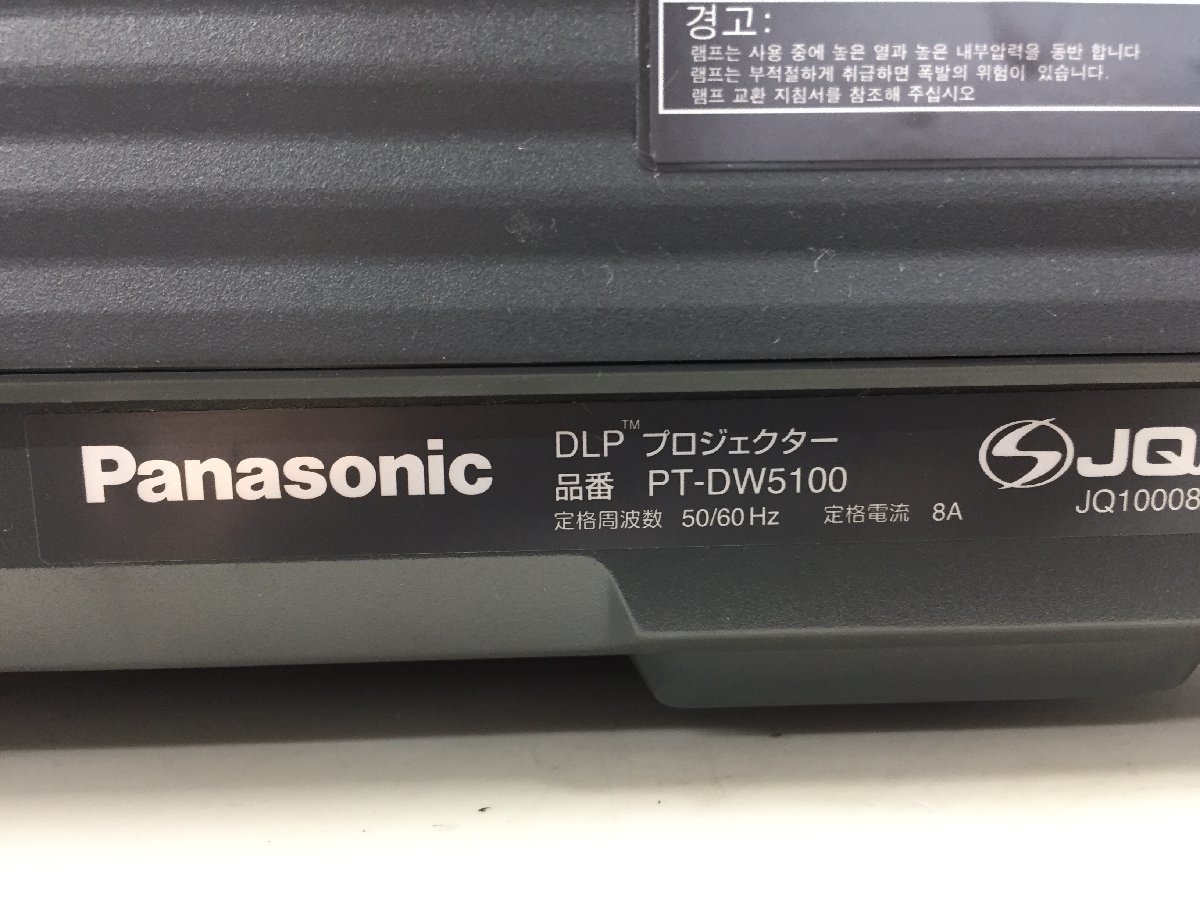 경고:
램프는 사용 중에 높은 열과 높은 내부압력을 동반 합니다
램프는 부적절하게 취급하면 폭발의 위험이 있습니다.
램프 교환 지침서를 참조해 주십시오
Panasonic
DLP™ プロジェクター
品番 PT-DW5100
定格周波数 50/60Hz 定格電流 8A
JQ
JQ10008